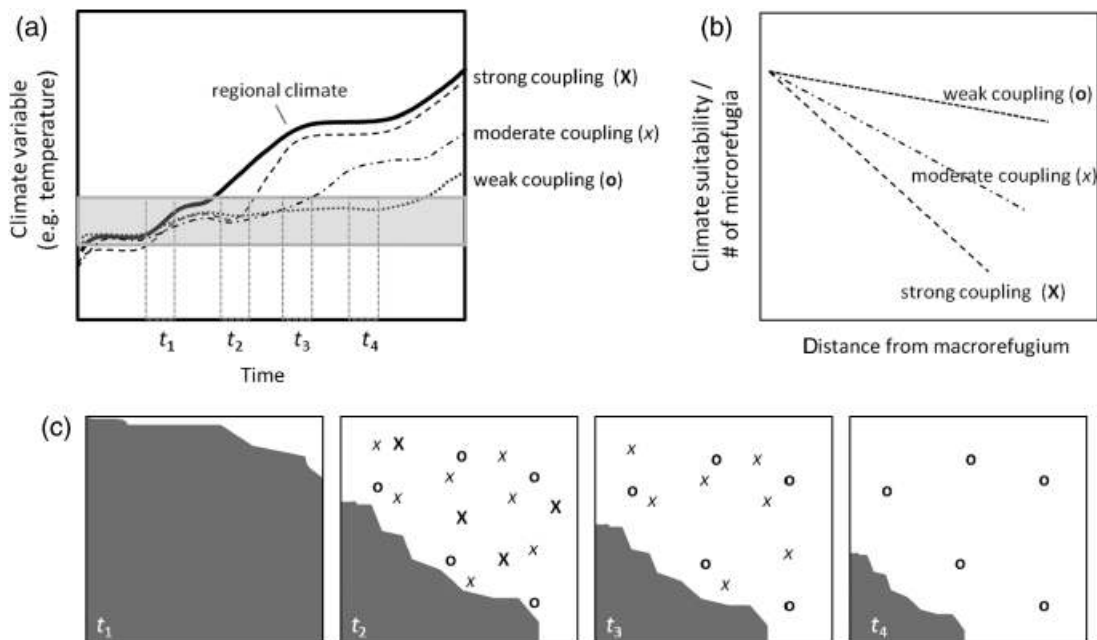 (a)
Climate variable
(e.g. temperature)
regional climate
strong coupling (X)
moderate coupling (x)
weak coupling (o)
t1 t2 t3 t4
Time
(b)
Climate suitability /
# of microrefugia
weak coupling (o)
moderate coupling (x)
strong coupling (X)
Distance from macrorefugium
(c)
t1
x X
o x
x o
o x x X
X
x
o X
x
o
t2
x
o x
x o
o x x
x
o
x
o
t3
o
o
o
o
o
t4